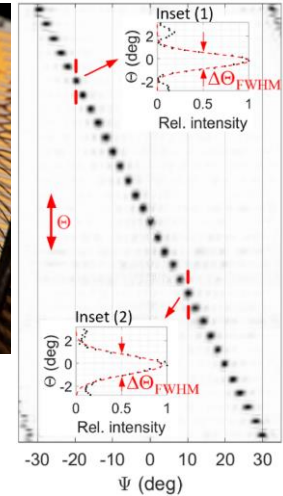 Inset (1)
Θ (deg)
2
0
-2
ΔΘFWHM
0 0.5 1
Rel. intensity
Θ
Inset (2)
Θ (deg)
2
0
-2
ΔΘFWHM
0 0.5 1
Rel. intensity
-30 -20 -10 0 10 20 30
Ψ (deg)